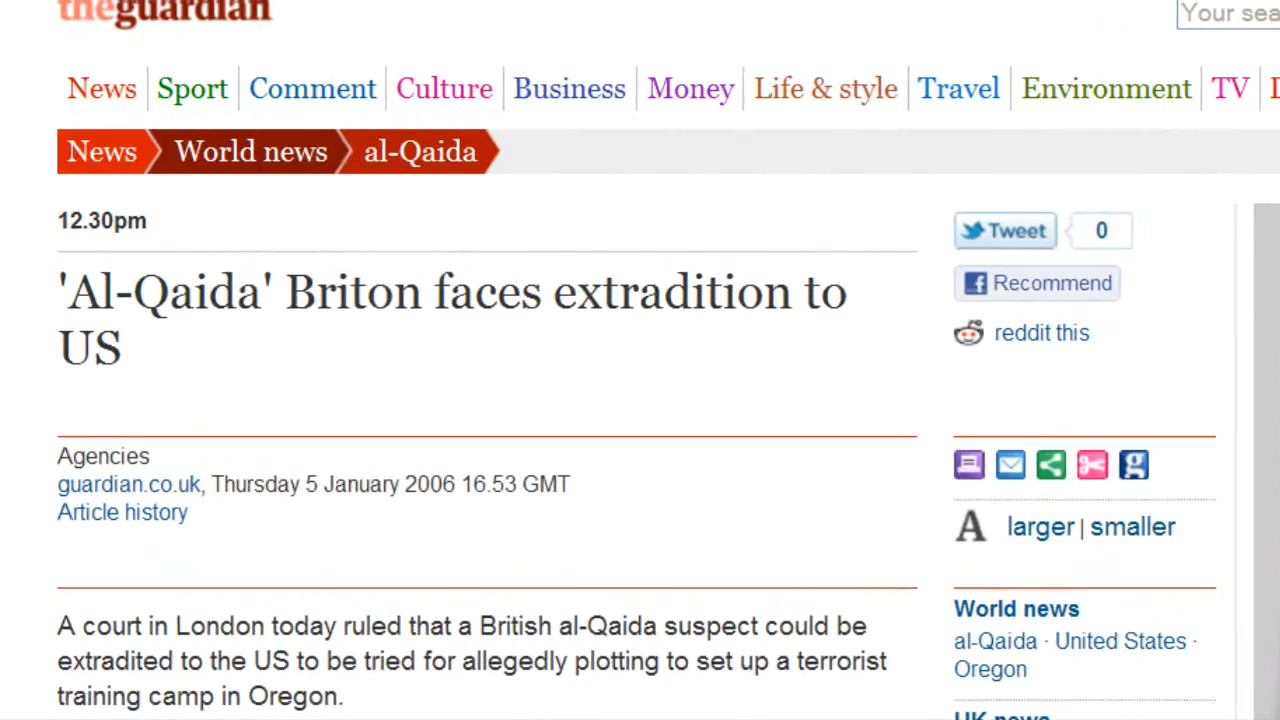 theguardian
Your sea
News Sport Comment Culture Business Money Life & style Travel Environment TV
News World news al-Qaida
12.30pm
Tweet 0
'Al-Qaida' Briton faces extradition to
US
Recommend
reddit this
Agencies
guardian.co.uk, Thursday 5 January 2006 16.53 GMT
Article history
g
A larger | smaller
A court in London today ruled that a British al-Qaida suspect could be
extradited to the US to be tried for allegedly plotting to set up a terrorist
training camp in Oregon.
World news
al-Qaida · United States ·
Oregon
UK news